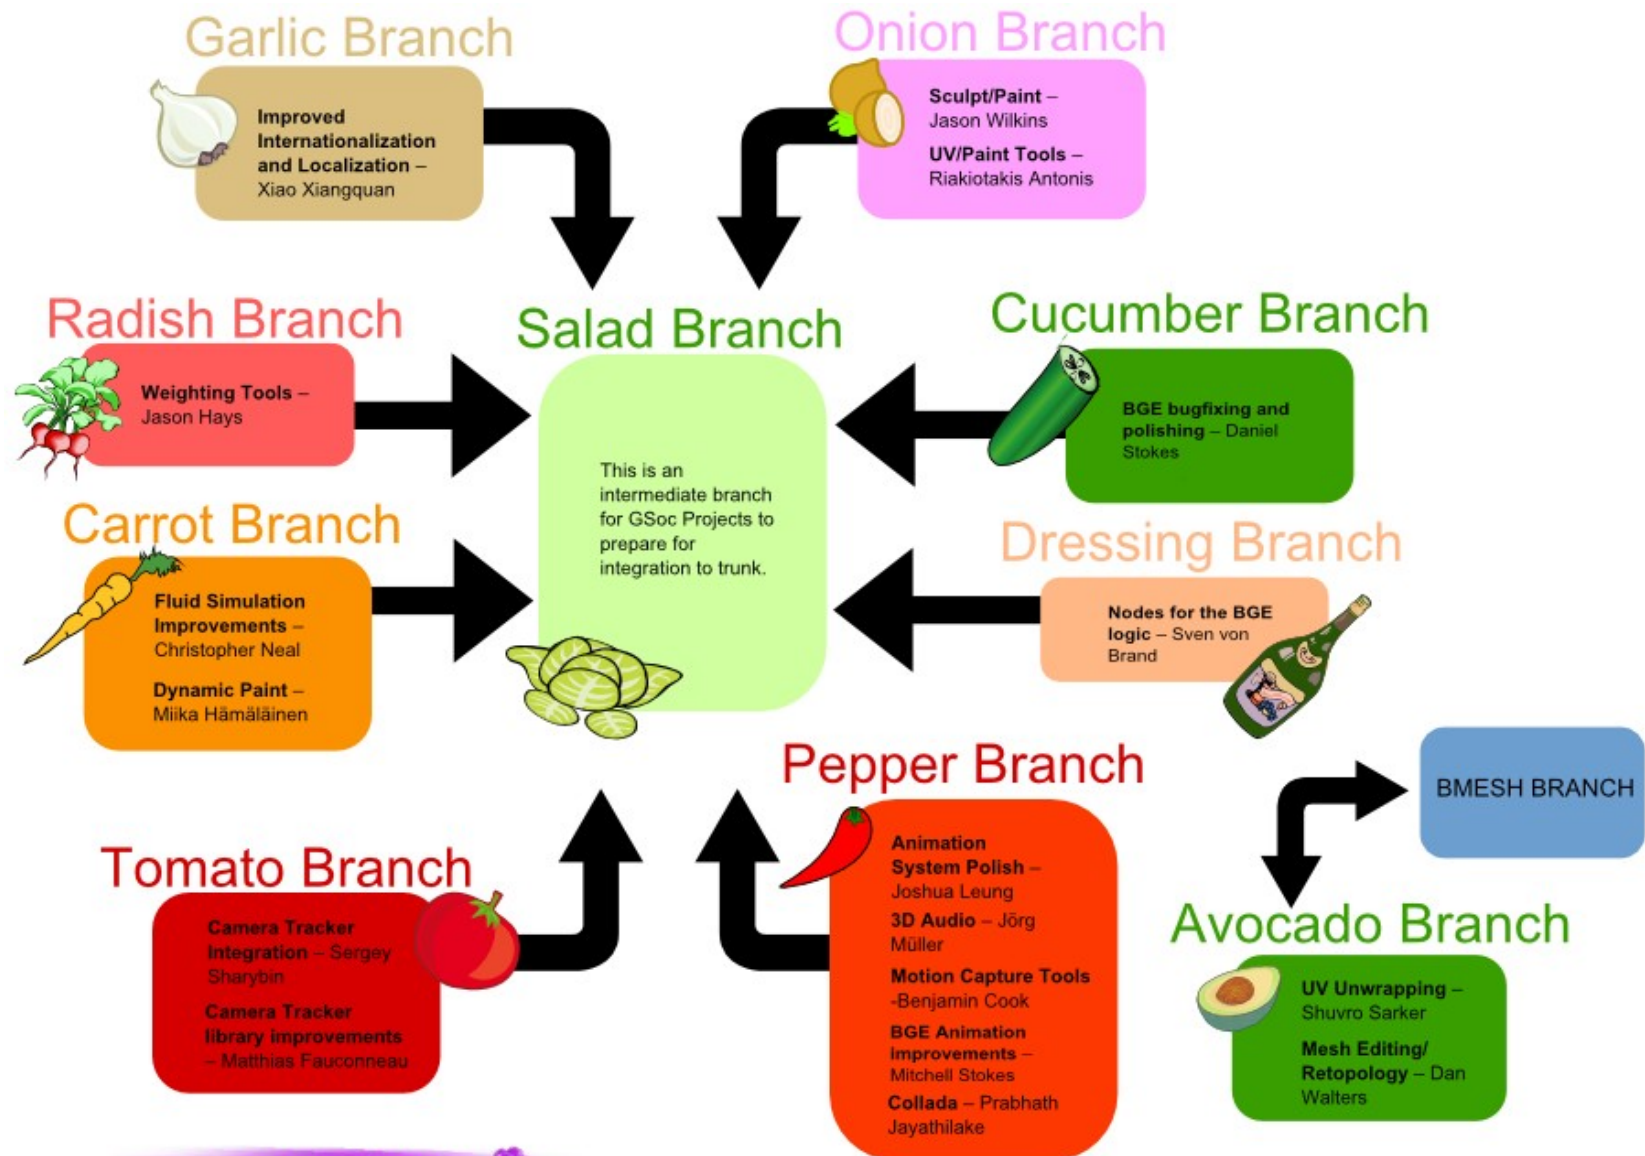 Garlic Branch
Improved
Internationalization
and Localization –
Xiao Xiangquan
Onion Branch
Sculpt/Paint –
Jason Wilkins
UV/Paint Tools –
Riakiotakis Antonis
Radish Branch
Weighting Tools –
Jason Hays
Salad Branch
This is an
intermediate branch
for GSoc Projects to
prepare for
integration to trunk.
Cucumber Branch
BGE bugfixing and
polishing – Daniel
Stokes
Carrot Branch
Fluid Simulation
Improvements –
Christopher Neal
Dynamic Paint –
Miika Hämäläinen
Dressing Branch
Nodes for the BGE
logic – Sven von
Brand
Tomato Branch
Camera Tracker
Integration – Sergey
Sharybin
Camera Tracker
library improvements
– Matthias Fauconneau
Pepper Branch
Animation
System Polish –
Joshua Leung
3D Audio – Jörg
Müller
Motion Capture Tools
-Benjamin Cook
BGE Animation
improvements –
Mitchell Stokes
Collada – Prabhath
Jayathilake
BMESH BRANCH
Avocado Branch
UV Unwrapping –
Shuvro Sarker
Mesh Editing/
Retopology – Dan
Walters